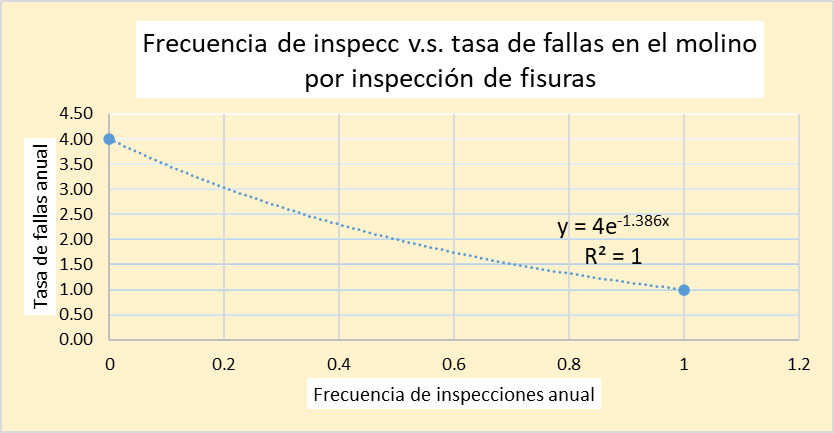 Frecuencia de inspecc v.s. tasa de fallas en el molino
por inspección de fisuras
Tasa de fallas anual
4.50
4.00
3.50
3.00
2.50
2.00
1.50
1.00
0.50
0.00
y = 4e^-1.386x
R² = 1
0 0.2 0.4 0.6 0.8 1 1.2
Frecuencia de inspecciones anual